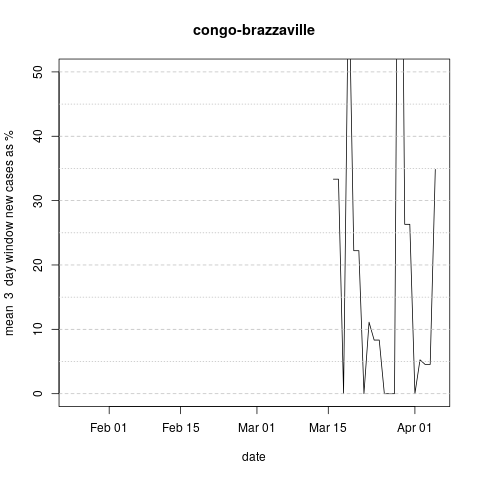 congo-brazzaville
mean 3 day window new cases as %
50
40
30
20
10
0
Feb 01 Feb 15 Mar 01 Mar 15 Apr 01
date